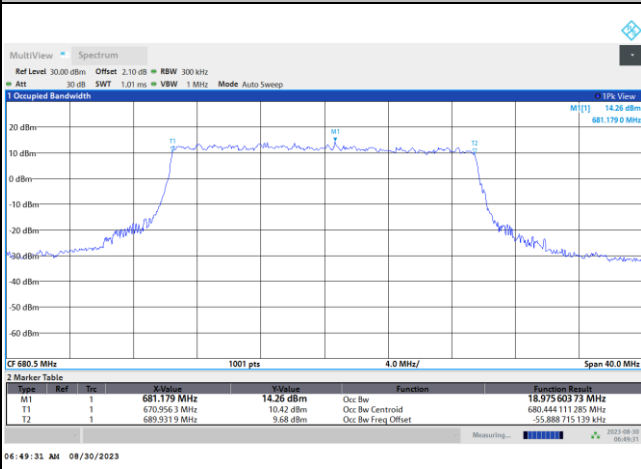 MultiView Spectrum
Ref Level 30.00 dBm Offset 2.10 dB RBW 300 kHz
Att 30 dB SWT 1.01 ms VBW 1 MHz Mode Auto Sweep
1 Occupied Bandwidth 1Pk View
M1[1] 14.26 dBm
681.179 0 MHz
M1
T1 T2
20 dBm
10 dBm
0 dBm
-10 dBm
-20 dBm
-30 dBm
-40 dBm
-50 dBm
-60 dBm
CF 680.5 MHz 1001 pts 4.0 MHz/ Span 40.0 MHz
2 Marker Table
Type Ref Trc X-Value Y-Value Function Function Result
M1 1 681.179 MHz 14.26 dBm Occ Bw 18.975 603 73 MHz
T1 1 670.956 3 MHz 10.42 dBm Occ Bw Centroid 680.444 111 285 MHz
T2 1 689.931 9 MHz 9.68 dBm Occ Bw Freq Offset -55.888 715 139 kHz
Measuring... 2023-08-30
06:49:31
06:49:31 AM 08/30/2023